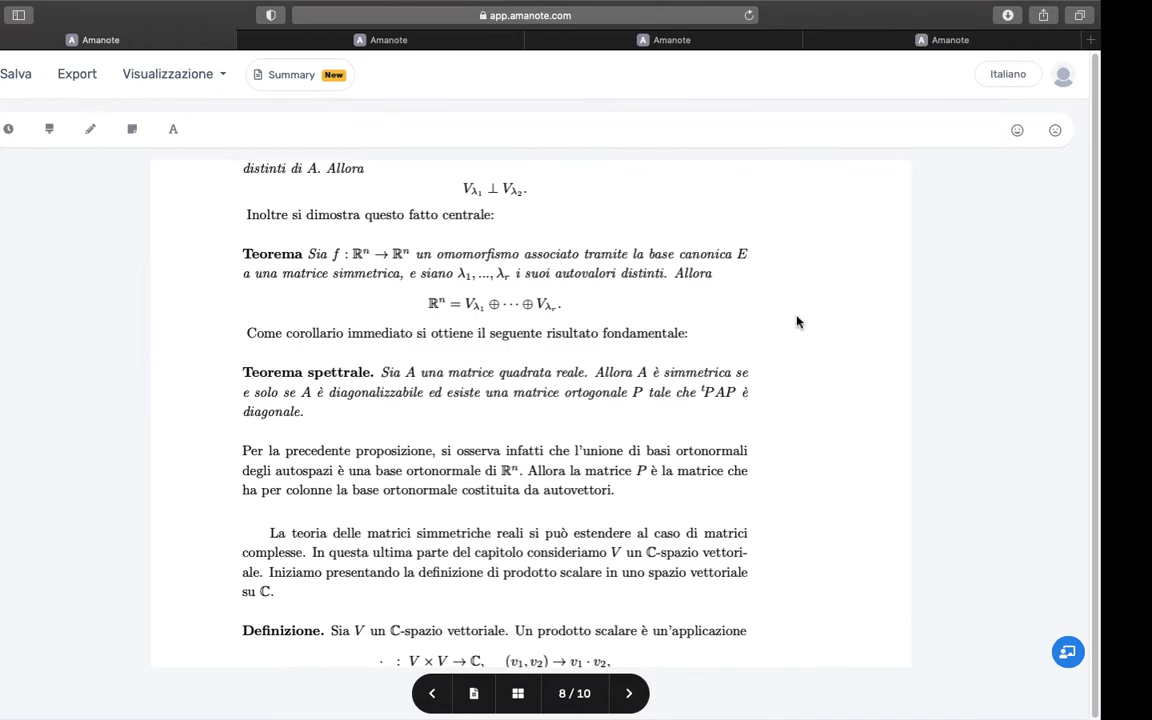 app.amanote.com
Amanote
Amanote
Amanote
Amanote
Salva Export Visualizzazione Summary New Italiano
A
distinti di A. Allora
V_{λ_1} ⊥ V_{λ_2}.
Inoltre si dimostra questo fatto centrale:
Teorema Sia f : ℝⁿ → ℝⁿ un omomorfismo associato tramite la base canonica E
a una matrice simmetrica, e siano λ₁, ..., λᵣ i suoi autovalori distinti. Allora
ℝⁿ = V_{λ_1} ⊕ ··· ⊕ V_{λ_r}.
Come corollario immediato si ottiene il seguente risultato fondamentale:
Teorema spettrale. Sia A una matrice quadrata reale. Allora A è simmetrica se
e solo se A è diagonalizzabile ed esiste una matrice ortogonale P tale che ᵗPAP è
diagonale.
Per la precedente proposizione, si osserva infatti che l'unione di basi ortonormali
degli autospazi è una base ortonormale di ℝⁿ. Allora la matrice P è la matrice che
ha per colonne la base ortonormale costituita da autovettori.
La teoria delle matrici simmetriche reali si può estendere al caso di matrici
complesse. In questa ultima parte del capitolo consideriamo V un ℂ-spazio vettori-
ale. Iniziamo presentando la definizione di prodotto scalare in uno spazio vettoriale
su ℂ.
Definizione. Sia V un ℂ-spazio vettoriale. Un prodotto scalare è un'applicazione
· : V × V → ℂ, (v₁, v₂) → v₁ · v₂,
8 / 10